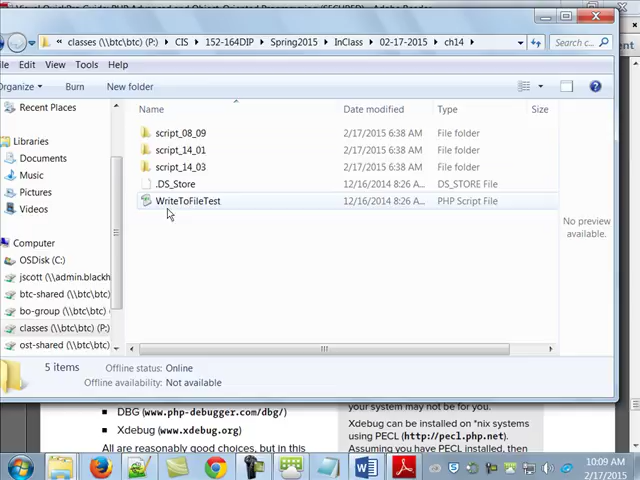 « classes (\\btc\btc) (P:) ▸ CIS ▸ 152-164DIP ▸ Spring2015 ▸ InClass ▸ 02-17-2015 ▸ ch14 ▸
Search c...
Edit View Tools Help
Organize Burn New folder
Name Date modified Type Size
script_08_09 2/17/2015 6:38 AM File folder
script_14_01 2/17/2015 6:38 AM File folder
script_14_03 2/17/2015 6:38 AM File folder
.DS_Store 12/16/2014 8:26 A... DS_STORE File
WriteToFileTest 12/16/2014 8:26 A... PHP Script File
Recent Places
Libraries
Documents
Music
Pictures
Videos
Computer
OSDisk (C:)
jscott (\\admin.blackh
btc-shared (\\btc\btc)
bo-group (\\btc\btc)
classes (\\btc\btc) (P:)
ost-shared (\\btc\btc
No preview
available.
5 items Offline status: Online
Offline availability: Not available
▪ DBG (www.php-debugger.com/dbg/)
▪ Xdebug (www.xdebug.org)
All are reasonably good choices, but in this
your system may not be for you.
Xdebug can be installed on *nix systems
using PECL (http://pecl.php.net).
Assuming you have PECL installed, then
10:09 AM
2/17/2015